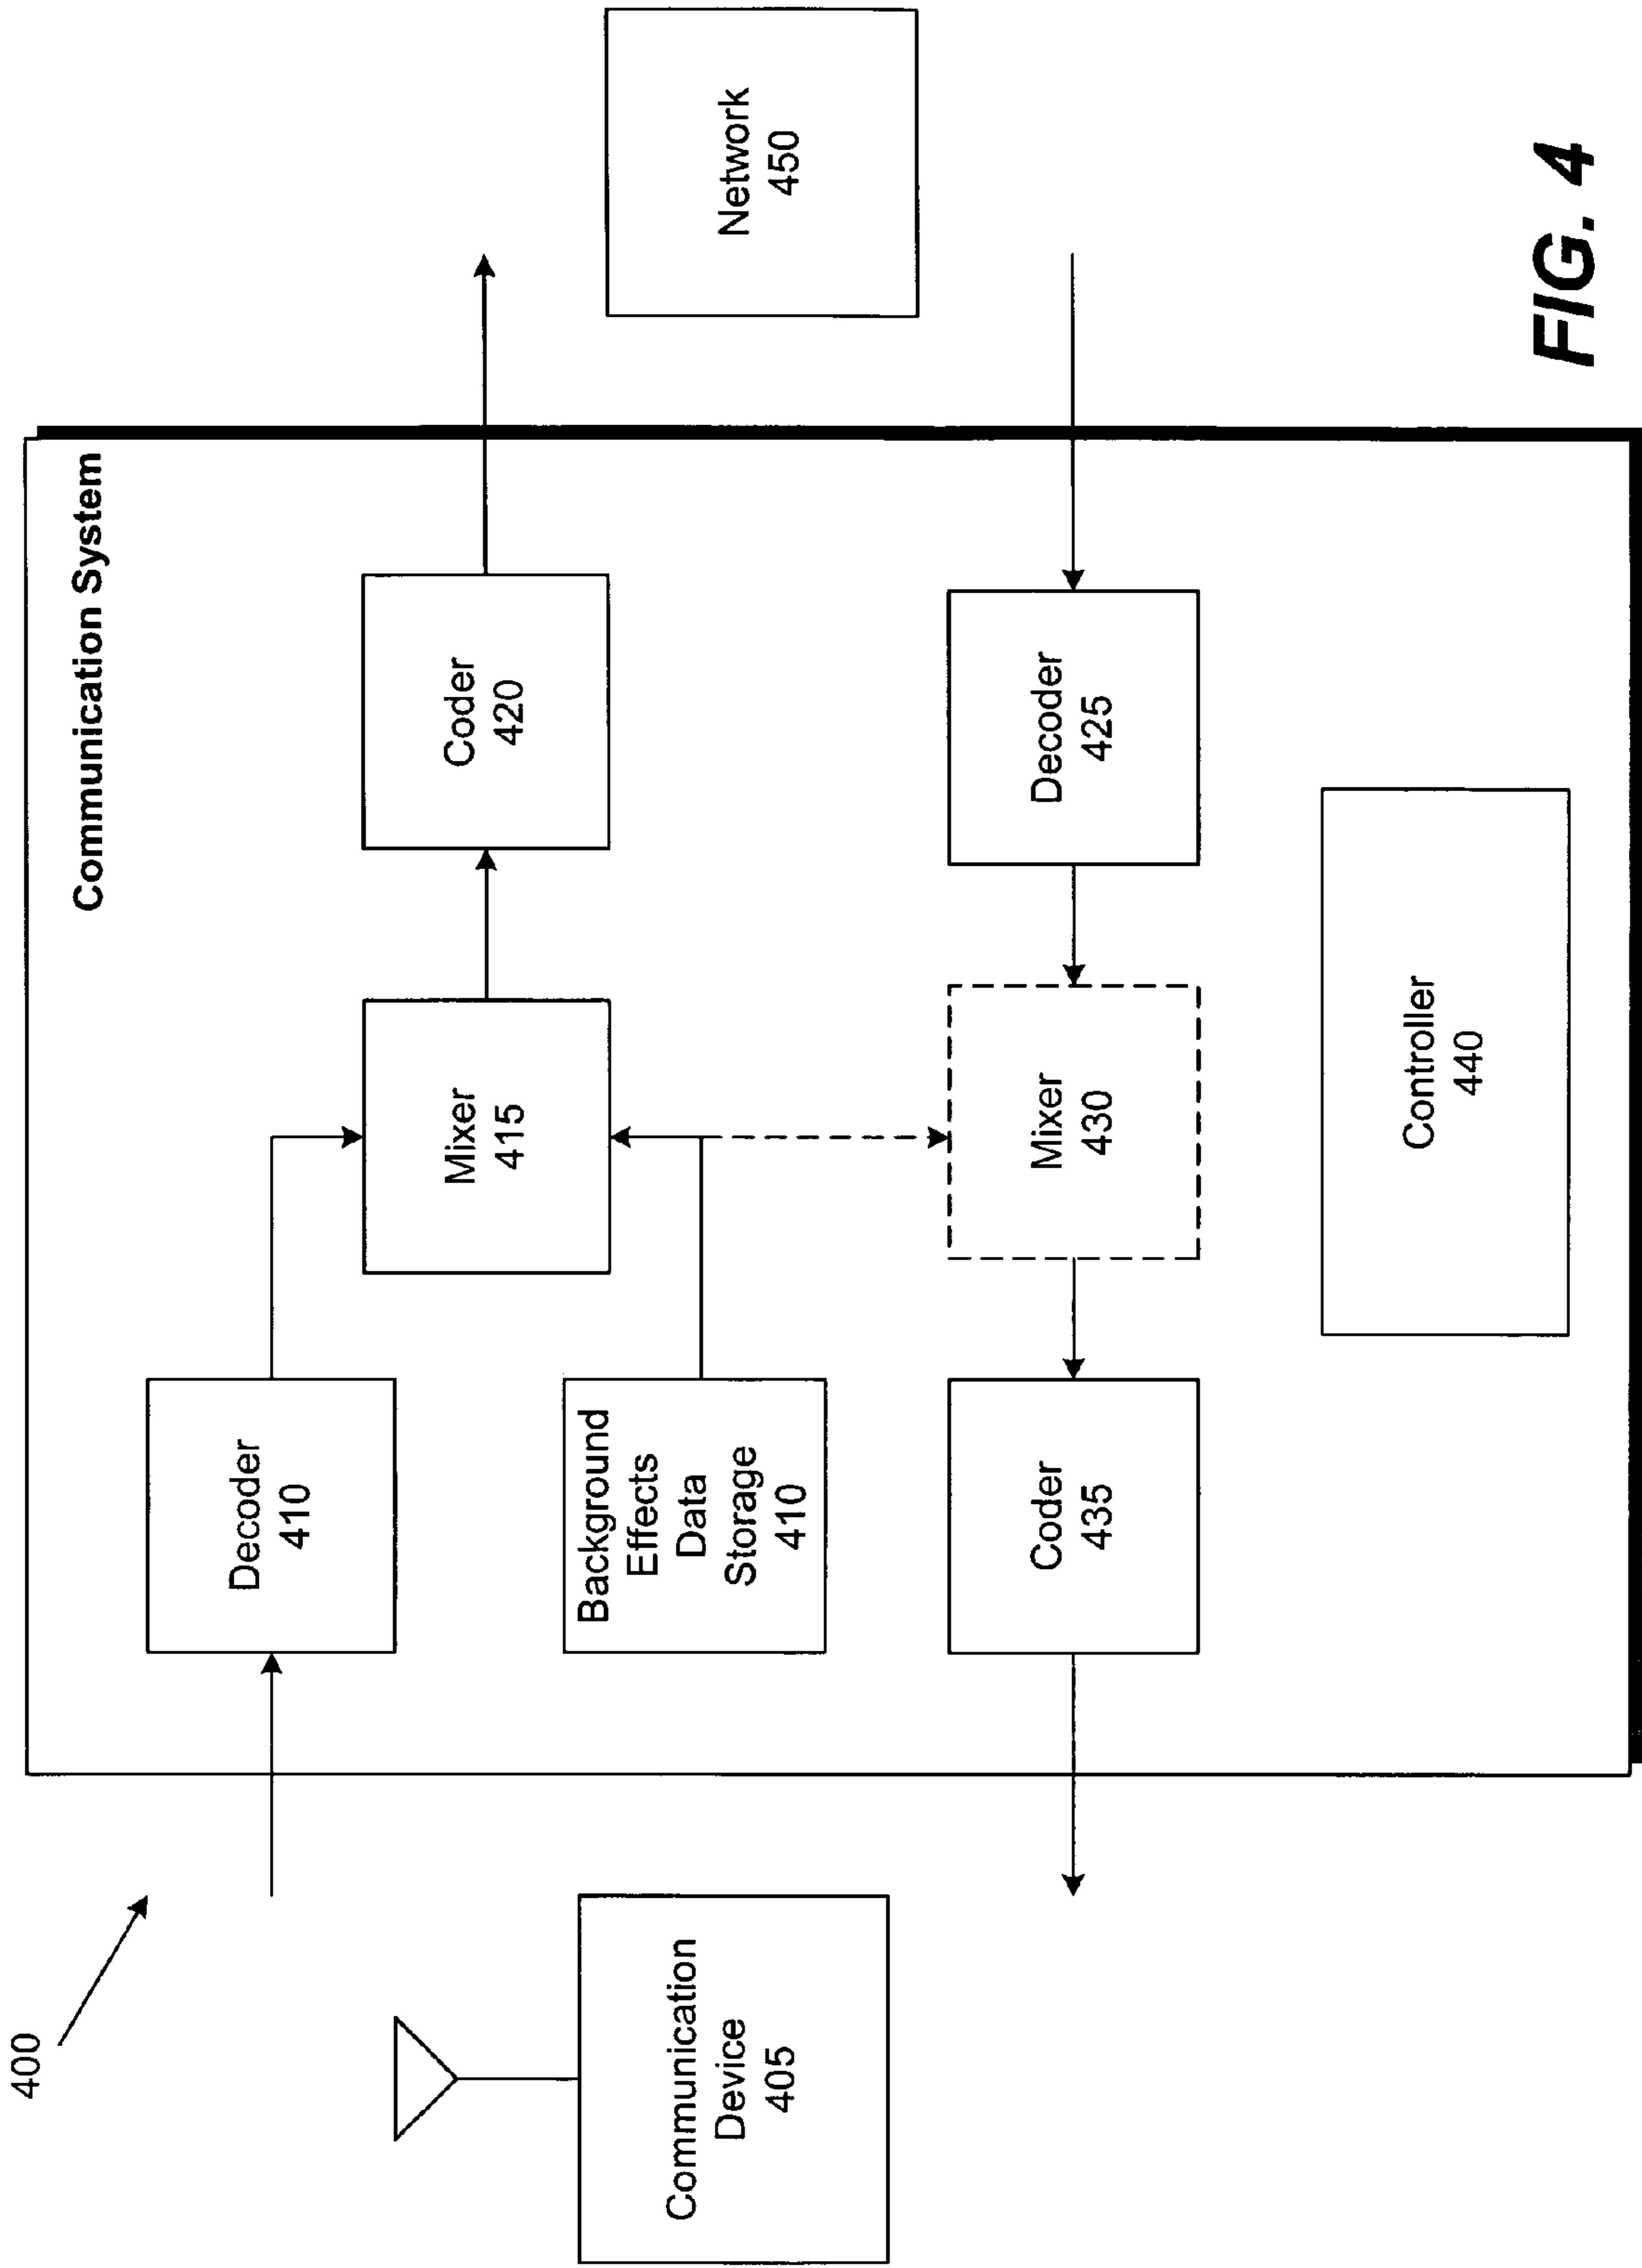 400
Communication System
Decoder
410
Mixer
415
Coder
420
Background
Effects
Data
Storage
410
Communication
Device
405
Network
450
Coder
435
Mixer
430
Decoder
425
Controller
440
FIG. 4